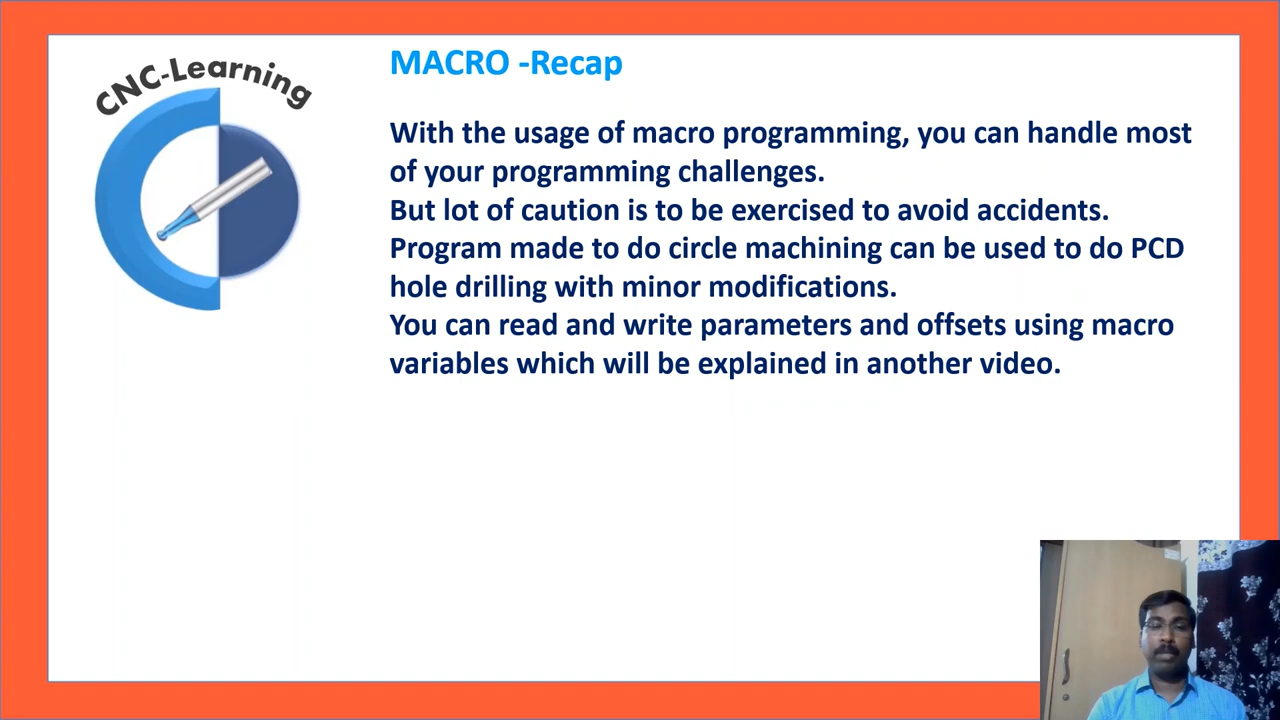 CNC-Learning
MACRO -Recap
With the usage of macro programming, you can handle most
of your programming challenges.
But lot of caution is to be exercised to avoid accidents.
Program made to do circle machining can be used to do PCD
hole drilling with minor modifications.
You can read and write parameters and offsets using macro
variables which will be explained in another video.